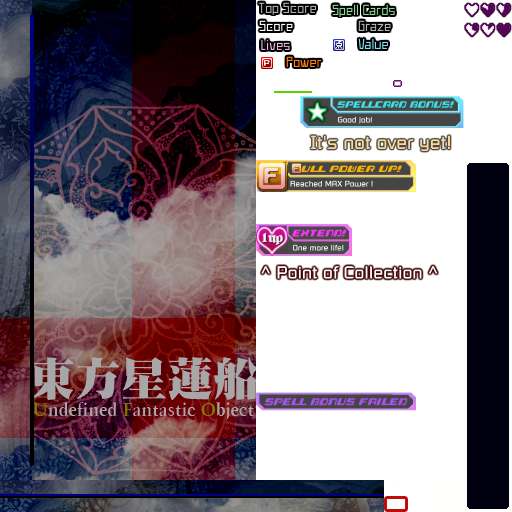 Top Score
Spell Cards
Score
Graze
Lives
Value
P Power
SPELLCARD BONUS!
Good job!
It's not over yet!
F FULL POWER UP!
Reached MAX Power !
1up EXTEND!
One more life!
^ Point of Collection ^
東方星蓮船
Undefined Fantastic Object
SPELL BONUS FAILED